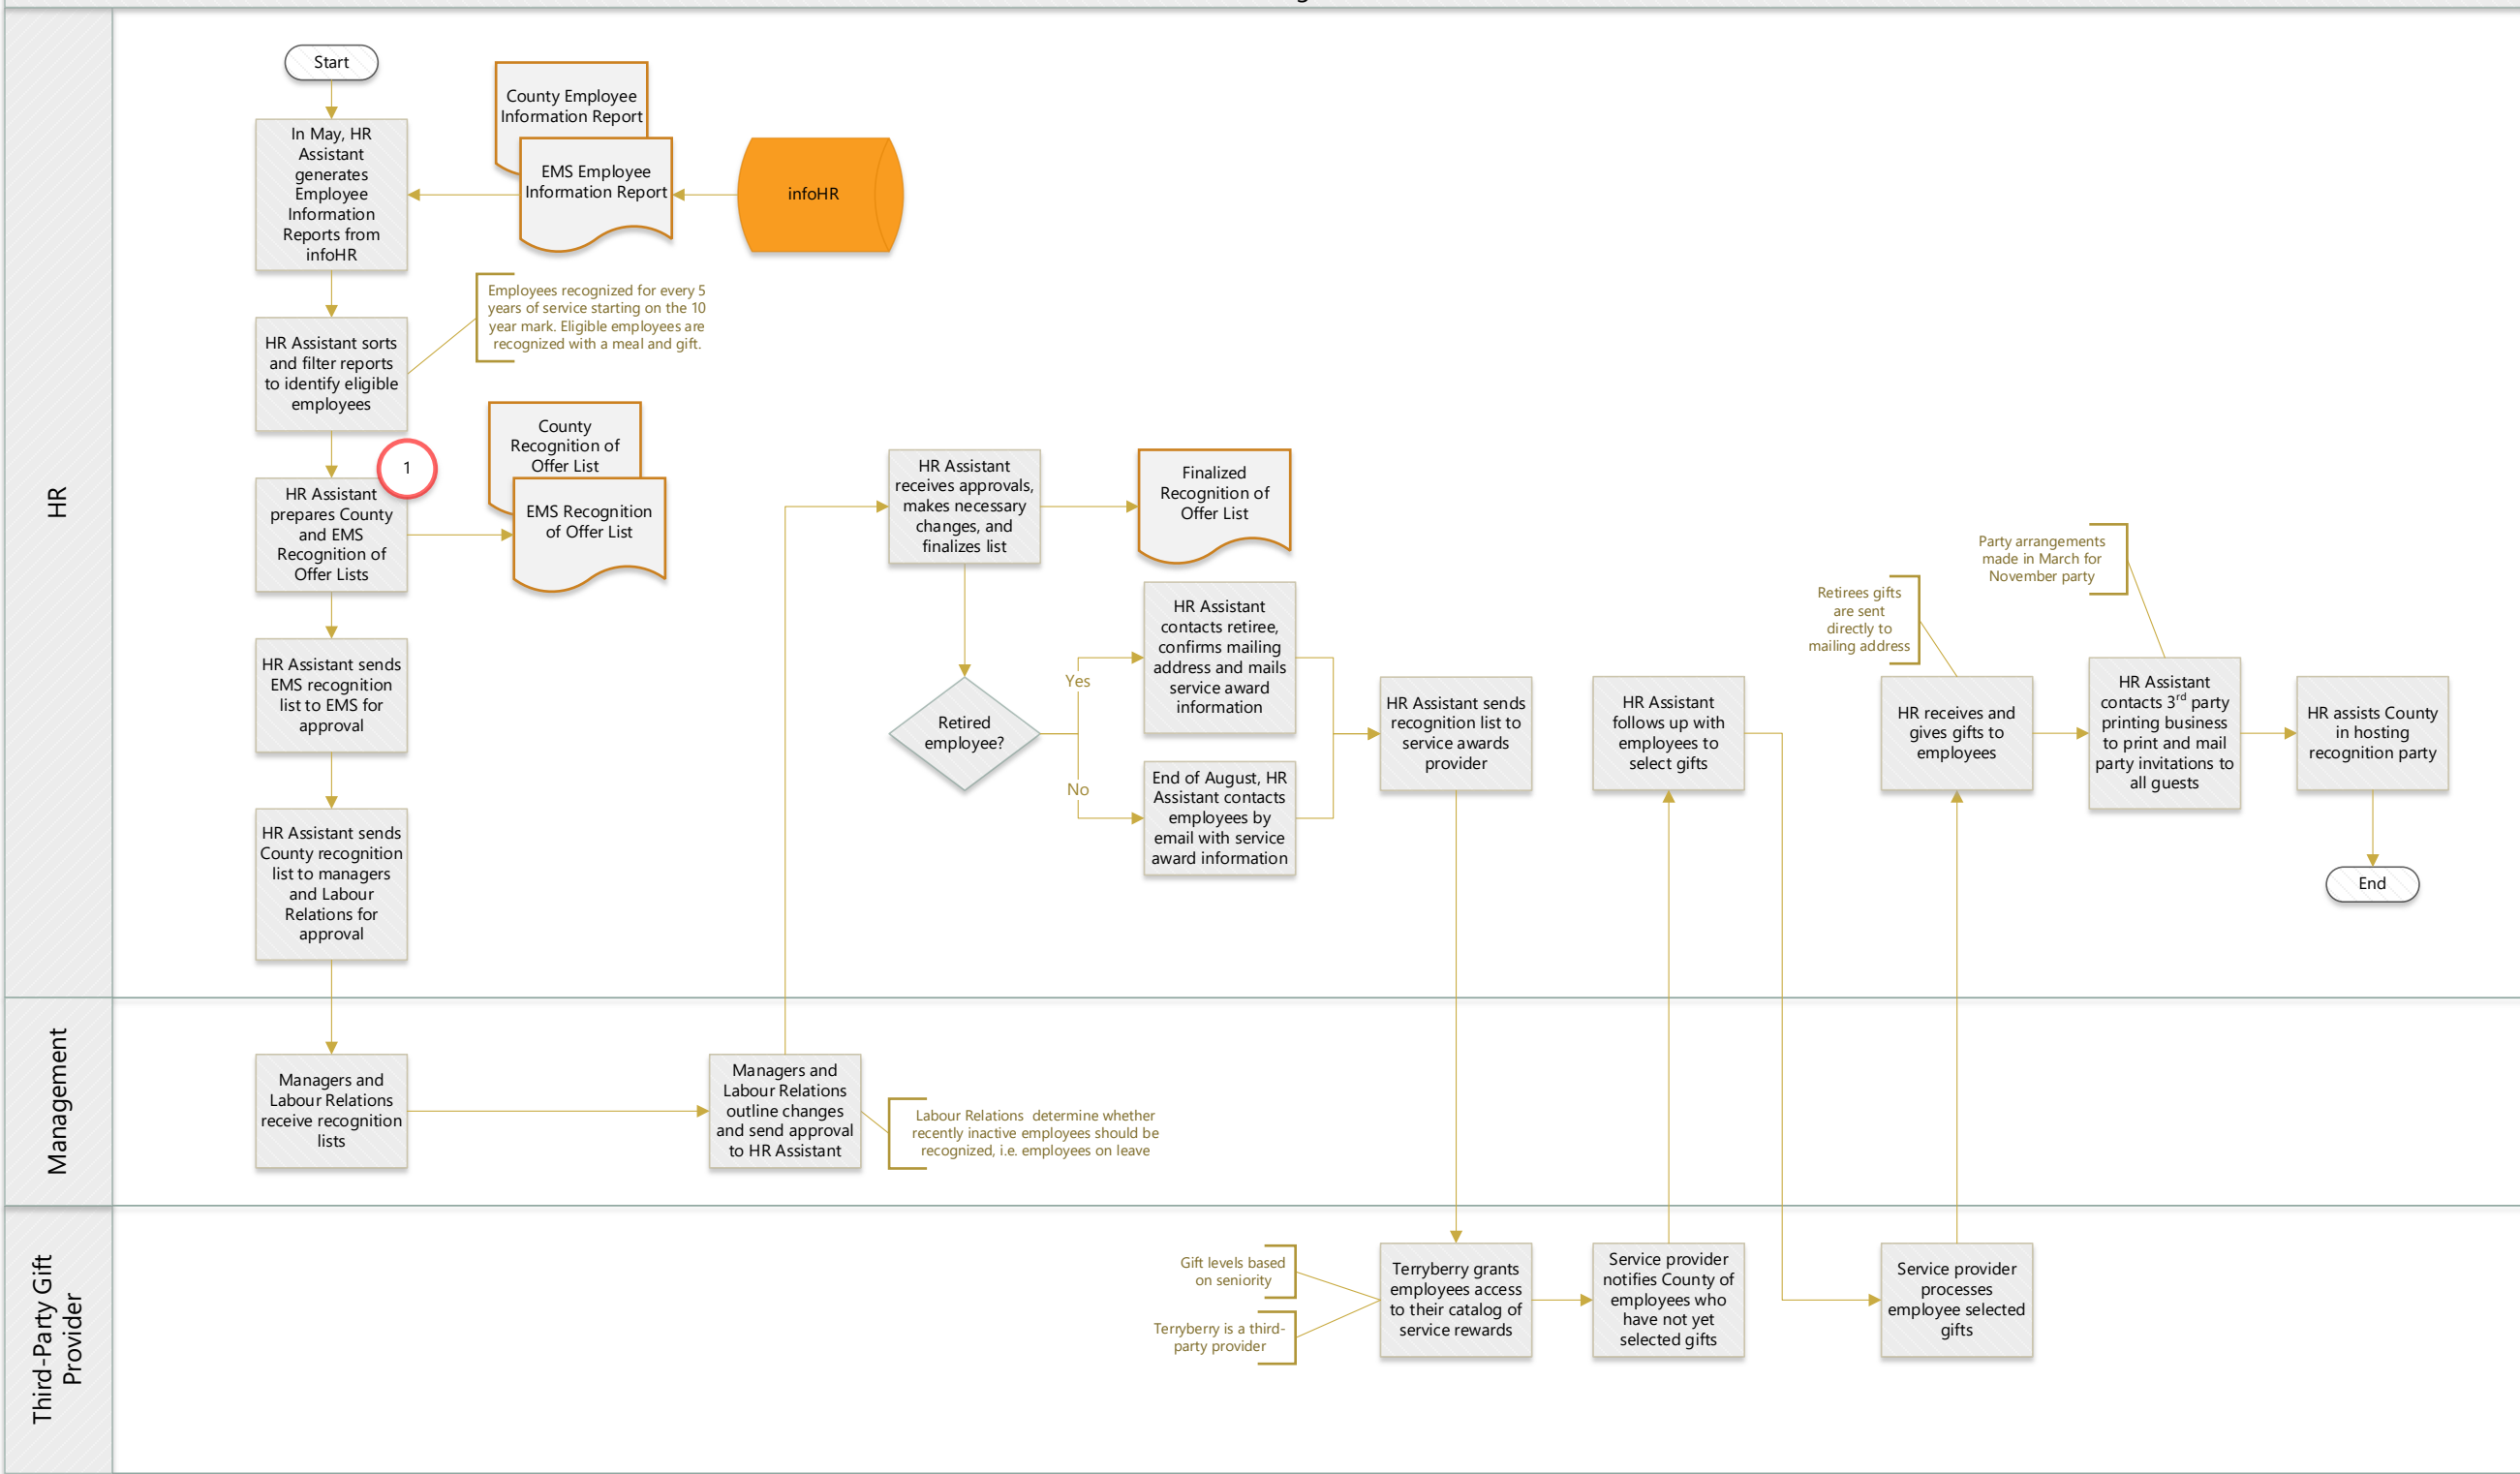 HR
Start
In May, HR
Assistant
generates
Employee
Information
Reports from
infoHR
County Employee
Information Report
EMS Employee
Information Report
infoHR
Employees recognized for every 5
years of service starting on the 10
year mark. Eligible employees are
recognized with a meal and gift.
HR Assistant sorts
and filter reports
to identify eligible
employees
1
HR Assistant
prepares County
and EMS
Recognition of
Offer Lists
County
Recognition of
Offer List
EMS Recognition
of Offer List
HR Assistant sends
EMS recognition
list to EMS for
approval
HR Assistant sends
County recognition
list to managers
and Labour
Relations for
approval
HR Assistant
receives approvals,
makes necessary
changes, and
finalizes list
Finalized
Recognition of
Offer List
Retired
employee?
Yes
No
HR Assistant
contacts retiree,
confirms mailing
address and mails
service award
information
End of August, HR
Assistant contacts
employees by
email with service
award information
HR Assistant sends
recognition list to
service awards
provider
HR Assistant
follows up with
employees to
select gifts
Retirees gifts
are sent
directly to
mailing address
HR receives and
gives gifts to
employees
Party arrangements
made in March for
November party
HR Assistant
contacts 3rd party
printing business
to print and mail
party invitations to
all guests
HR assists County
in hosting
recognition party
End
Management
Managers and
Labour Relations
receive recognition
lists
Managers and
Labour Relations
outline changes
and send approval
to HR Assistant
Labour Relations  determine whether
recently inactive employees should be
recognized, i.e. employees on leave
Third-Party Gift
Provider
Gift levels based
on seniority
Terryberry is a third-
party provider
Terryberry grants
employees access
to their catalog of
service rewards
Service provider
notifies County of
employees who
have not yet
selected gifts
Service provider
processes
employee selected
gifts